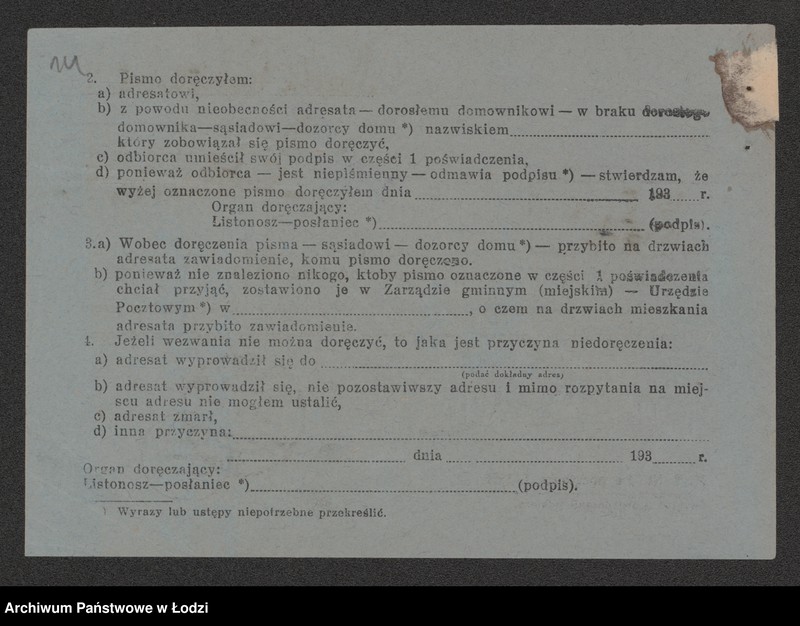 2. Pismo doręczyłem:
a) adresatowi,
b) z powodu nieobecności adresata — dorosłemu domownikowi — w braku dorosłego
domownika—sąsiadowi—dozorcy domu *) nazwiskiem
który zobowiązał się pismo doręczyć,
c) odbiorca umieścił swój podpis w części 1 poświadczenia,
d) ponieważ odbiorca — jest niepiśmienny — odmawia podpisu *) — stwierdzam, że
wyżej oznaczone pismo doręczyłem dnia 193 r.
Organ doręczający:
Listonosz—posłaniec *) (podpis).
3.a) Wobec doręczenia pisma — sąsiadowi — dozorcy domu *) — przybito na drzwiach
adresata zawiadomienie, komu pismo doręczono.
b) ponieważ nie znaleziono nikogo, ktoby pismo oznaczone w części 1 poświadczenia
chciał przyjąć, zostawiono je w Zarządzie gminnym (miejskim) — Urzędzie
Pocztowym *) w , o czem na drzwiach mieszkania
adresata przybito zawiadomienie.
4. Jeżeli wezwania nie można doręczyć, to jaka jest przyczyna niedoręczenia:
a) adresat wyprowadził się do
(podać dokładny adres)
b) adresat wyprowadził się, nie pozostawiwszy adresu i mimo rozpytania na miej-
scu adresu nie mogłem ustalić,
c) adresat zmarł,
d) inna przyczyna:
dnia 193 r.
Organ doręczający:
Listonosz—posłaniec *) (podpis).
) Wyrazy lub ustępy niepotrzebne przekreślić.
Archiwum Państwowe w Łodzi